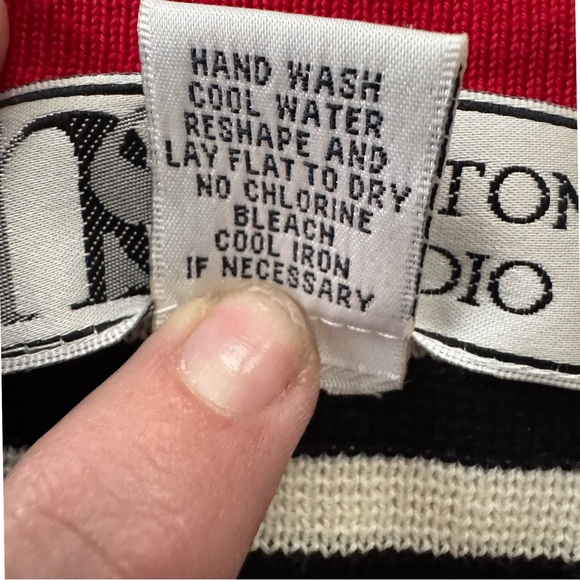 HAND WASH
COOL WATER
RESHAPE AND
LAY FLAT TO DRY
NO CHLORINE
BLEACH
COOL IRON
IF NECESSARY